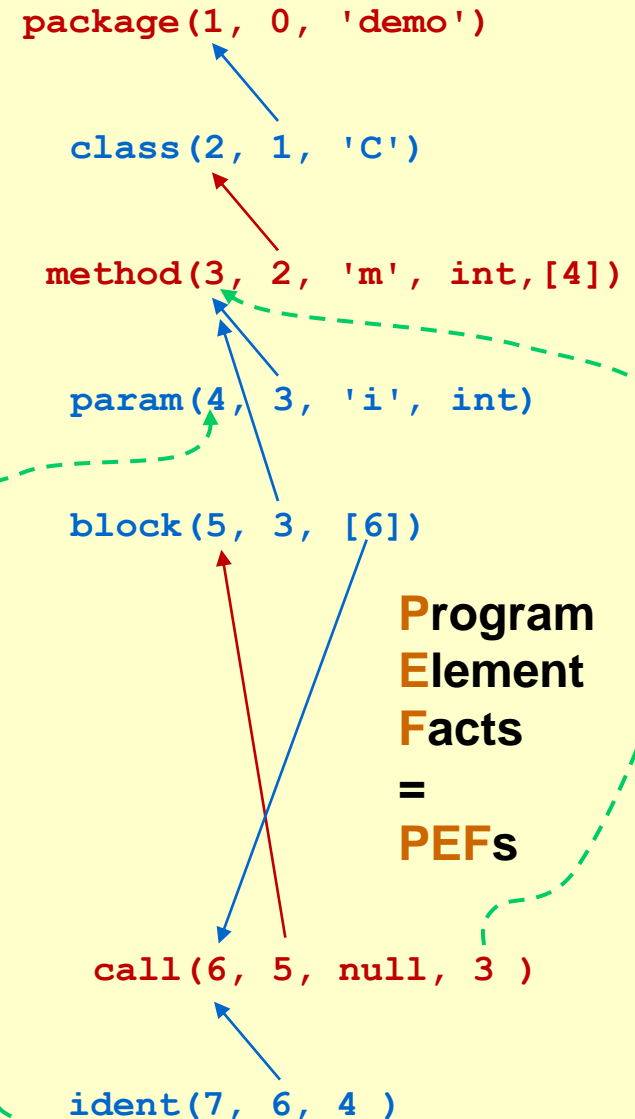 package(1, 0, 'demo')
class(2, 1, 'C')
method(3, 2, 'm', int,[4])
param(4, 3, 'i', int)
block(5, 3, [6])
Program
Element
Facts
=
PEFs
call(6, 5, null, 3 )
ident(7, 6, 4 )